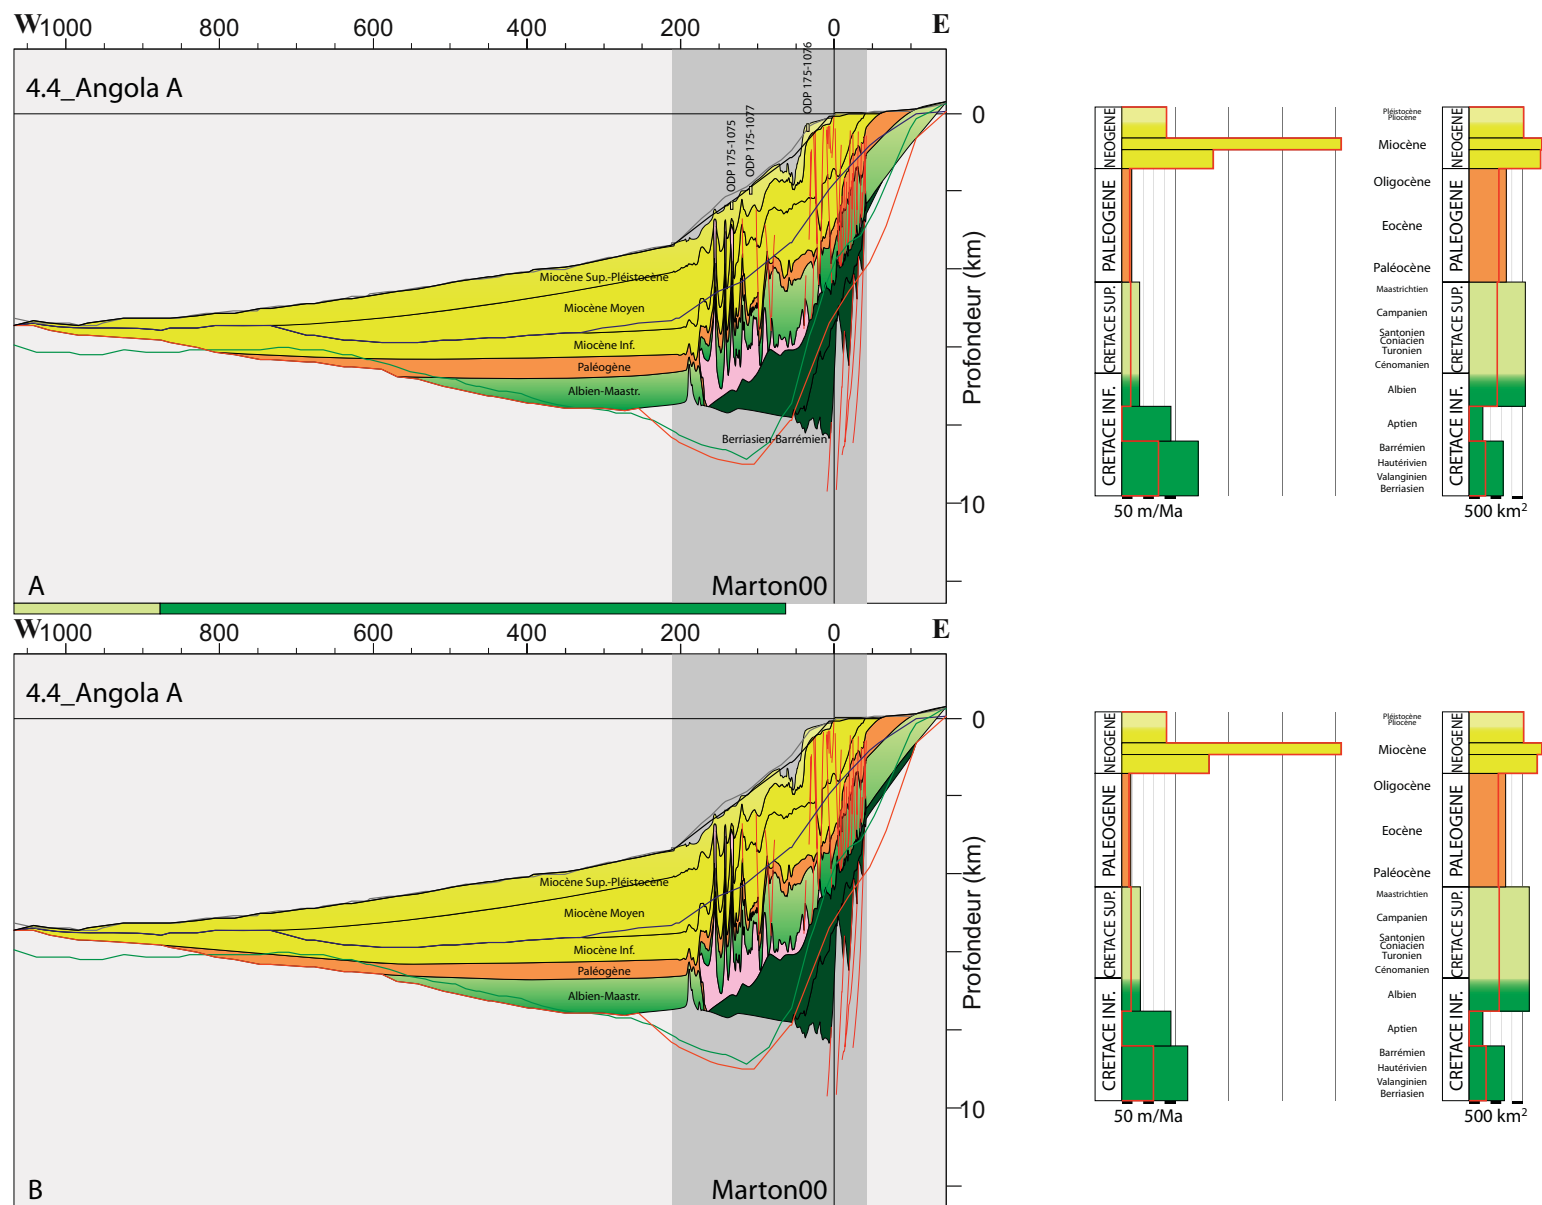 W 1000 800 600 400 200 0 E
4.4_Angola A
ODP 175-1075
ODP 175-1077
ODP 175-1076
0
Miocène Sup.-Pléistocène
Miocène Moyen
Miocène Inf.
Paléogène
Albien-Maastr.
Berriasien-Barrémien
Profondeur (km)
10
A
Marton00
NEOGENE
PALEOGENE
CRETACE SUP.
CRETACE INF.
50 m/Ma
Pléistocène
Pliocène
Miocène
Oligocène
Eocène
Paléocène
Maastrichtien
Campanien
Santonien
Coniacien
Turonien
Cénomanien
Albien
Aptien
Barrémien
Hautérivien
Valanginien
Berriasien
NEOGENE
PALEOGENE
CRETACE SUP.
CRETACE INF.
500 km²
W 1000 800 600 400 200 0 E
4.4_Angola A
0
Miocène Sup.-Pléistocène
Miocène Moyen
Miocène Inf.
Paléogène
Albien-Maastr.
Profondeur (km)
10
B
Marton00
NEOGENE
PALEOGENE
CRETACE SUP.
CRETACE INF.
50 m/Ma
Pléistocène
Pliocène
Miocène
Oligocène
Eocène
Paléocène
Maastrichtien
Campanien
Santonien
Coniacien
Turonien
Cénomanien
Albien
Aptien
Barrémien
Hautérivien
Valanginien
Berriasien
NEOGENE
PALEOGENE
CRETACE SUP.
CRETACE INF.
500 km²